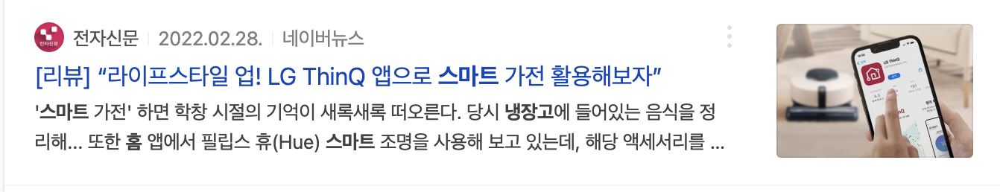 전자신문 2022.02.28. 네이버뉴스
[리뷰] “라이프스타일 업! LG ThinQ 앱으로 스마트 가전 활용해보자”
'스마트 가전' 하면 학창 시절의 기억이 새록새록 떠오른다. 당시 냉장고에 들어있는 음식을 정
리해... 또한 홈 앱에서 필립스 휴(Hue) 스마트 조명을 사용해 보고 있는데, 해당 액세서리를 ...
전자신문
LG ThinQ